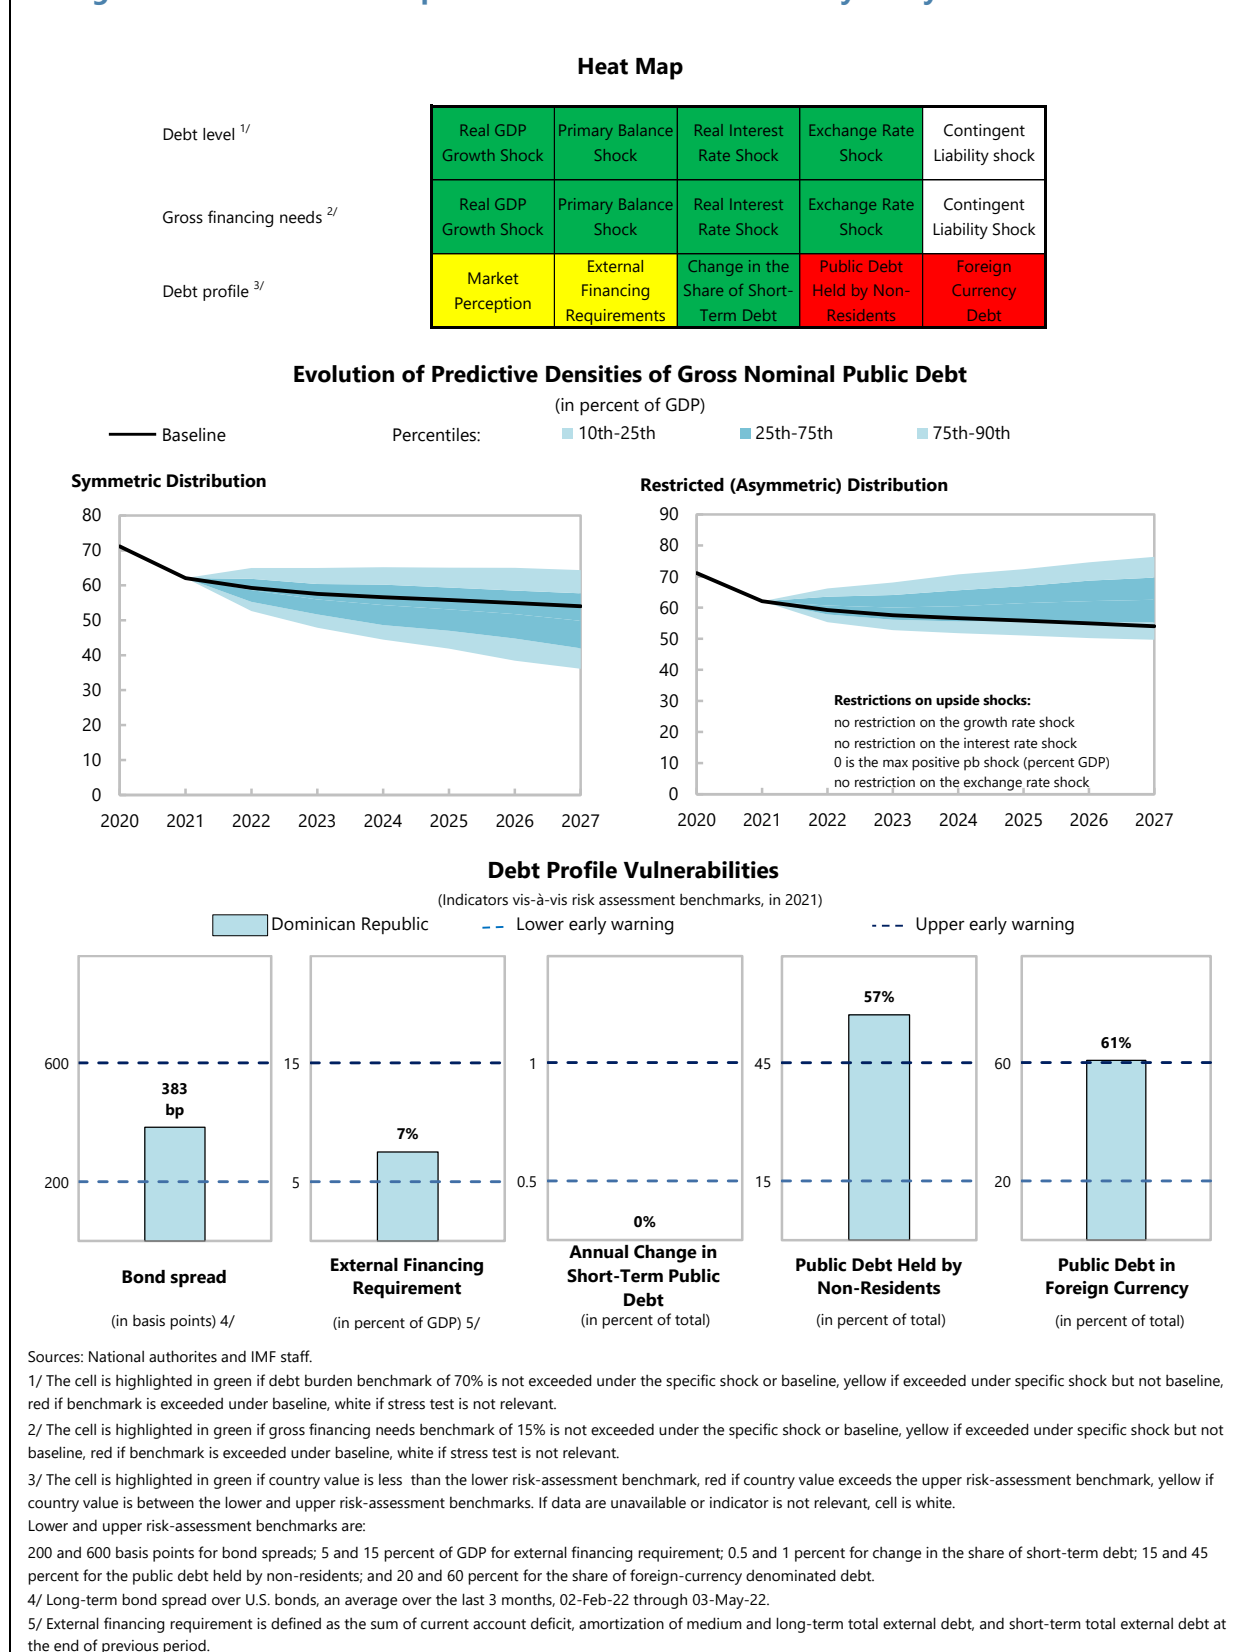 Heat Map
Debt level 1/
Real GDP Growth Shock
Primary Balance Shock
Real Interest Rate Shock
Exchange Rate Shock
Contingent Liability shock
Gross financing needs 2/
Real GDP Growth Shock
Primary Balance Shock
Real Interest Rate Shock
Exchange Rate Shock
Contingent Liability Shock
Debt profile 3/
Market Perception
External Financing Requirements
Change in the Share of Short-Term Debt
Public Debt Held by Non-Residents
Foreign Currency Debt
Evolution of Predictive Densities of Gross Nominal Public Debt
(in percent of GDP)
Baseline
Percentiles:
10th-25th
25th-75th
75th-90th
Symmetric Distribution
80
70
60
50
40
30
20
10
0
2020 2021 2022 2023 2024 2025 2026 2027
Restricted (Asymmetric) Distribution
90
80
70
60
50
40
30
20
10
0
Restrictions on upside shocks:
no restriction on the growth rate shock
no restriction on the interest rate shock
0 is the max positive pb shock (percent GDP)
no restriction on the exchange rate shock
2020 2021 2022 2023 2024 2025 2026 2027
Debt Profile Vulnerabilities
(Indicators vis-à-vis risk assessment benchmarks, in 2021)
Dominican Republic
Lower early warning
Upper early warning
600
200
383
bp
Bond spread
(in basis points) 4/
15
5
7%
External Financing
Requirement
(in percent of GDP) 5/
1
0.5
0%
Annual Change in
Short-Term Public
Debt
(in percent of total)
45
15
57%
Public Debt Held by
Non-Residents
(in percent of total)
60
20
61%
Public Debt in
Foreign Currency
(in percent of total)
Sources: National authorites and IMF staff.
1/ The cell is highlighted in green if debt burden benchmark of 70% is not exceeded under the specific shock or baseline, yellow if exceeded under specific shock but not baseline,
red if benchmark is exceeded under baseline, white if stress test is not relevant.
2/ The cell is highlighted in green if gross financing needs benchmark of 15% is not exceeded under the specific shock or baseline, yellow if exceeded under specific shock but not
baseline, red if benchmark is exceeded under baseline, white if stress test is not relevant.
3/ The cell is highlighted in green if country value is less than the lower risk-assessment benchmark, red if country value exceeds the upper risk-assessment benchmark, yellow if
country value is between the lower and upper risk-assessment benchmarks. If data are unavailable or indicator is not relevant, cell is white.
Lower and upper risk-assessment benchmarks are:
200 and 600 basis points for bond spreads; 5 and 15 percent of GDP for external financing requirement; 0.5 and 1 percent for change in the share of short-term debt; 15 and 45
percent for the public debt held by non-residents; and 20 and 60 percent for the share of foreign-currency denominated debt.
4/ Long-term bond spread over U.S. bonds, an average over the last 3 months, 02-Feb-22 through 03-May-22.
5/ External financing requirement is defined as the sum of current account deficit, amortization of medium and long-term total external debt, and short-term total external debt at
the end of previous period.